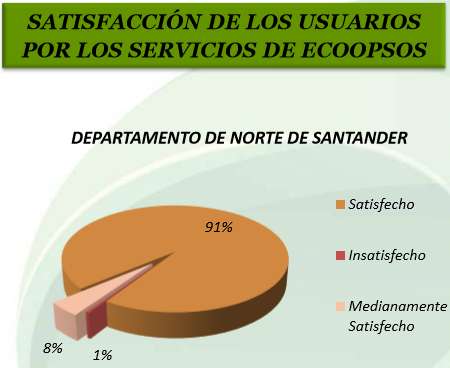 SATISFACCIÓN DE LOS USUARIOS
POR LOS SERVICIOS DE ECOOPSOS
DEPARTAMENTO DE NORTE DE SANTANDER
91%
Satisfecho
Insatisfecho
Medianamente
Satisfecho
8%
1%